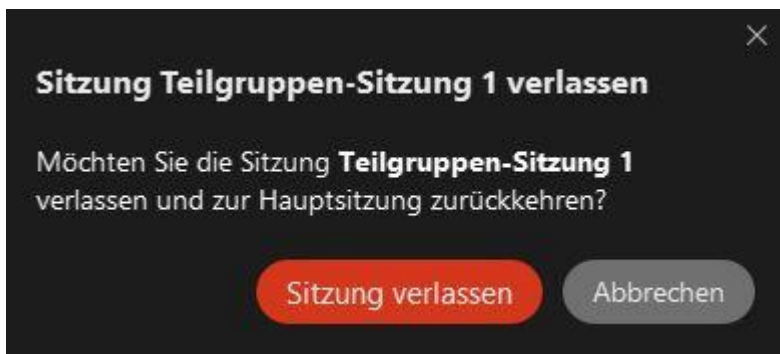 Sitzung Teilgruppen-Sitzung 1 verlassen
Möchten Sie die Sitzung Teilgruppen-Sitzung 1
verlassen und zur Hauptsitzung zurückkehren?
Sitzung verlassen
Abbrechen